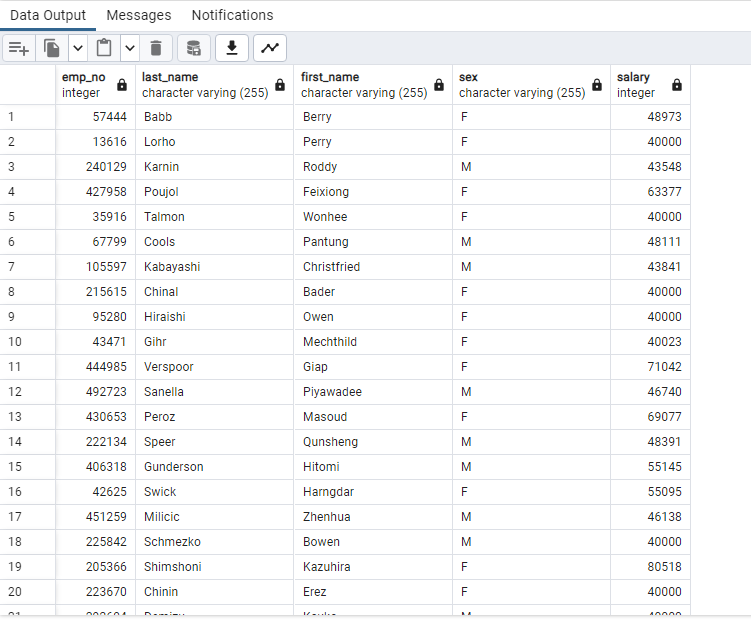 Data Output Messages Notifications
emp_no last_name first_name sex salary
integer character varying (255) character varying (255) character varying (255) integer
1 57444 Babb Berry F 48973
2 13616 Lorho Perry F 40000
3 240129 Karnin Roddy M 43548
4 427958 Poujol Feixiong F 63377
5 35916 Talmon Wonhee F 40000
6 67799 Cools Pantung M 48111
7 105597 Kabayashi Christfried M 43841
8 215615 Chinal Bader F 40000
9 95280 Hiraishi Owen F 40000
10 43471 Gihr Mechthild F 40023
11 444985 Verspoor Giap F 71042
12 492723 Sanella Piyawadee M 46740
13 430653 Peroz Masoud F 69077
14 222134 Speer Qunsheng M 48391
15 406318 Gunderson Hitomi M 55145
16 42625 Swick Harngdar F 55095
17 451259 Milicic Zhenhua M 46138
18 225842 Schmezko Bowen M 40000
19 205366 Shimshoni Kazuhira F 80518
20 223670 Chinin Erez F 40000